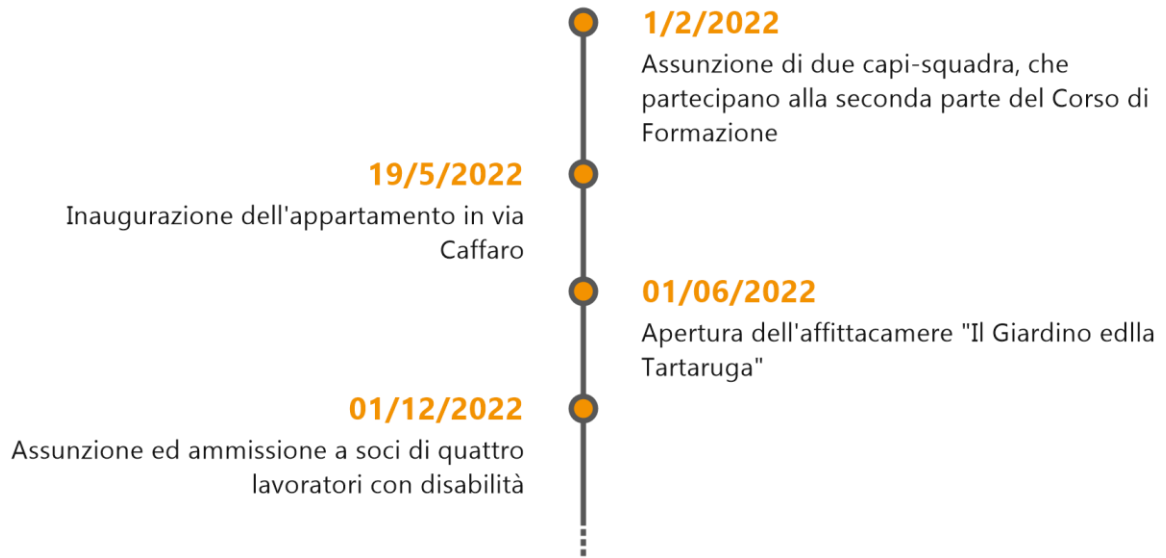 1/2/2022
Assunzione di due capi-squadra, che
partecipano alla seconda parte del Corso di
Formazione
19/5/2022
Inaugurazione dell'appartamento in via
Caffaro
01/06/2022
Apertura dell'affittacamere "Il Giardino edlla
Tartaruga"
01/12/2022
Assunzione ed ammissione a soci di quattro
lavoratori con disabilità